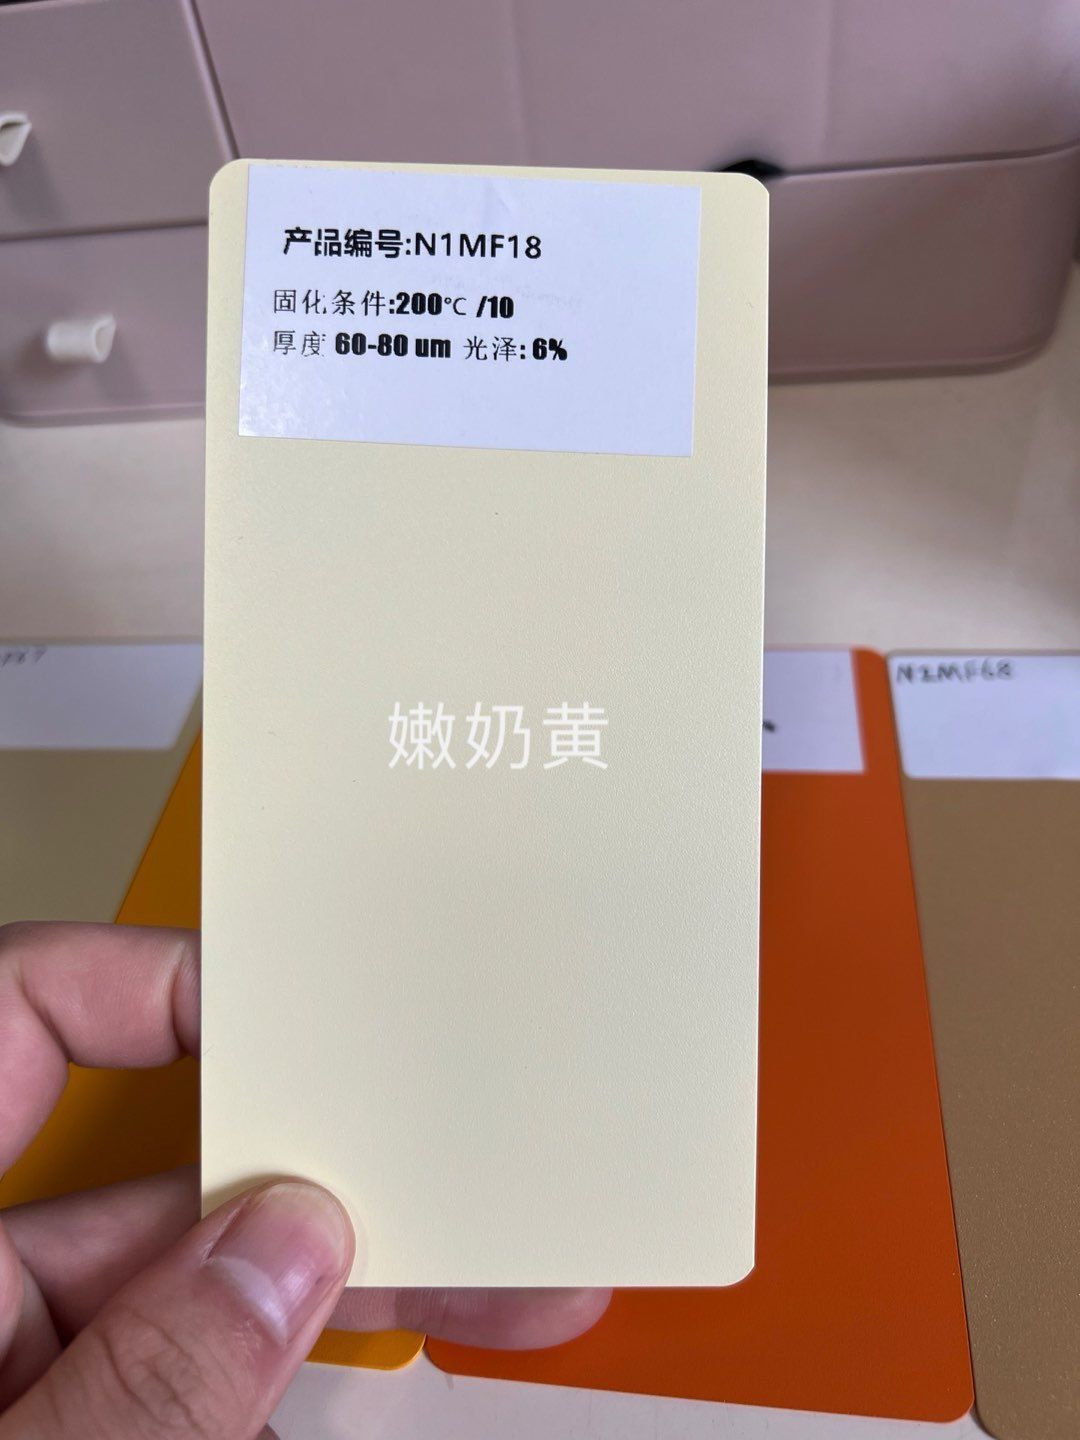 产品编号:N1MF18
固化条件:200℃ /10
厚度 60-80 um 光泽: 6%
N2MF68
嫩奶黄